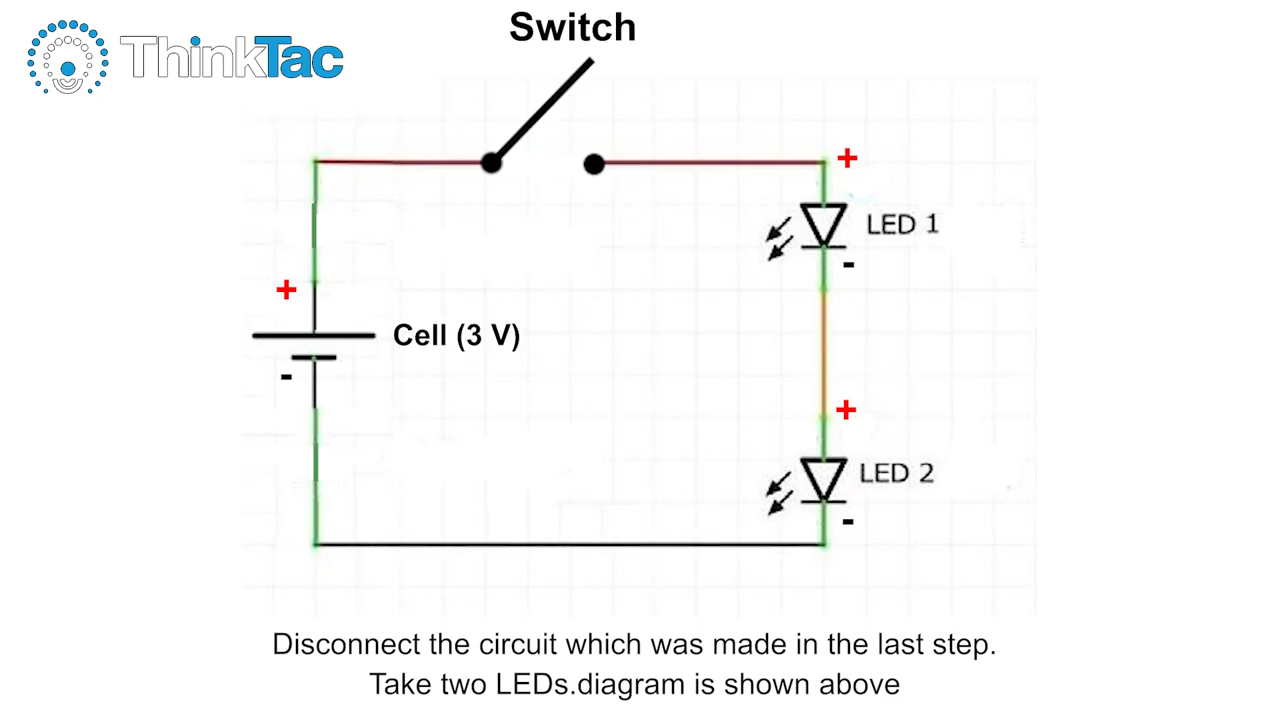 Switch
ThinkTac
+
LED 1
-
+
Cell (3 V)
-
+
LED 2
-
Disconnect the circuit which was made in the last step.
Take two LEDs.diagram is shown above